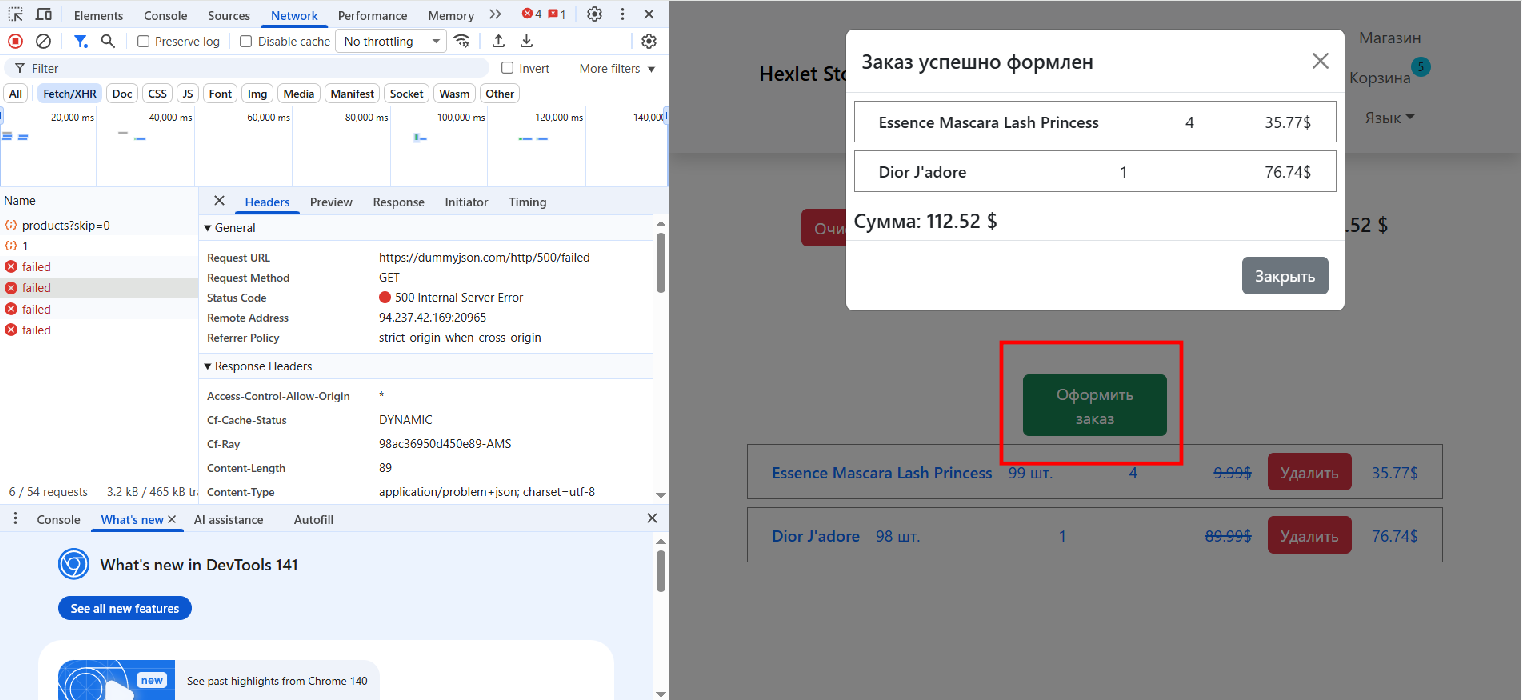 Elements Console Sources Network Performance Memory 4 1
Preserve log Disable cache No throttling
Filter Invert More filters
All Fetch/XHR Doc CSS JS Font Img Media Manifest Socket Wasm Other
20,000 ms 40,000 ms 60,000 ms 80,000 ms 100,000 ms 120,000 ms 140,00
Name
products?skip=0
1
failed
failed
failed
failed
6 / 54 requests 3.2 kB / 465 kB tr
Headers Preview Response Initiator Timing
General
Request URL https://dummyjson.com/http/500/failed
Request Method GET
Status Code 500 Internal Server Error
Remote Address 94.237.42.169:20965
Referrer Policy strict-origin-when-cross-origin
Response Headers
Access-Control-Allow-Origin *
Cf-Cache-Status DYNAMIC
Cf-Ray 98ac36950d450e89-AMS
Content-Length 89
Content-Type application/problem+json; charset=utf-8
Console What's new AI assistance Autofill
What's new in DevTools 141
See all new features
new
See past highlights from Chrome 140
Hexlet Sto
Магазин
Корзина 5
Язык
Заказ успешно формлен
Essence Mascara Lash Princess 4 35.77$
Dior J'adore 1 76.74$
Сумма: 112.52 $
Закрыть
Очи .52 $
Оформить
заказ
Essence Mascara Lash Princess 99 шт. 4 9.99$ Удалить 35.77$
Dior J'adore 98 шт. 1 89.99$ Удалить 76.74$